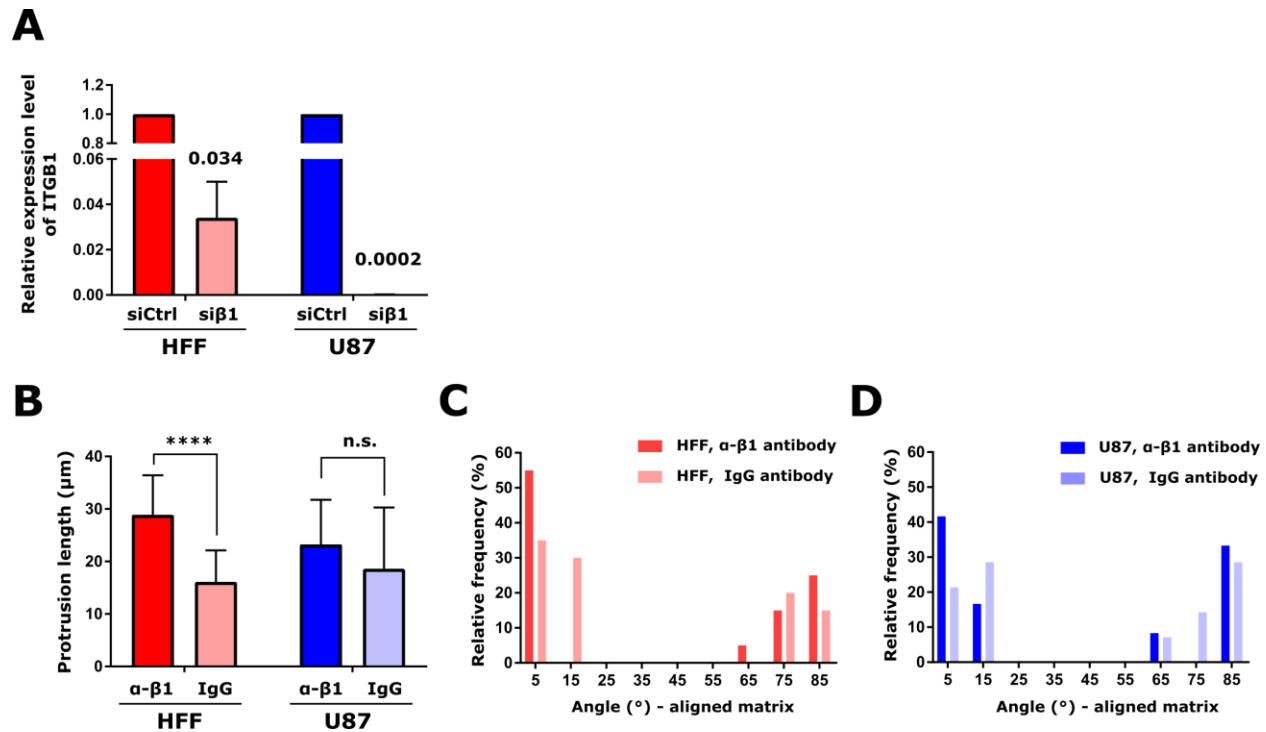 A
Relative expression level
of ITGB1
1.2
1.0
0.8
0.06
0.04
0.02
0.00
0.034
0.0002
siCtrl siβ1 siCtrl siβ1
HFF U87
B
Protrusion length (µm)
40
30
20
10
0
**** n.s.
α-β1 IgG α-β1 IgG
HFF U87
C
Relative frequency (%)
60
50
40
30
20
10
0
HFF, α-β1 antibody
HFF, IgG antibody
5 15 25 35 45 55 65 75 85
Angle (°) - aligned matrix
D
Relative frequency (%)
60
50
40
30
20
10
0
U87, α-β1 antibody
U87, IgG antibody
5 15 25 35 45 55 65 75 85
Angle (°) - aligned matrix